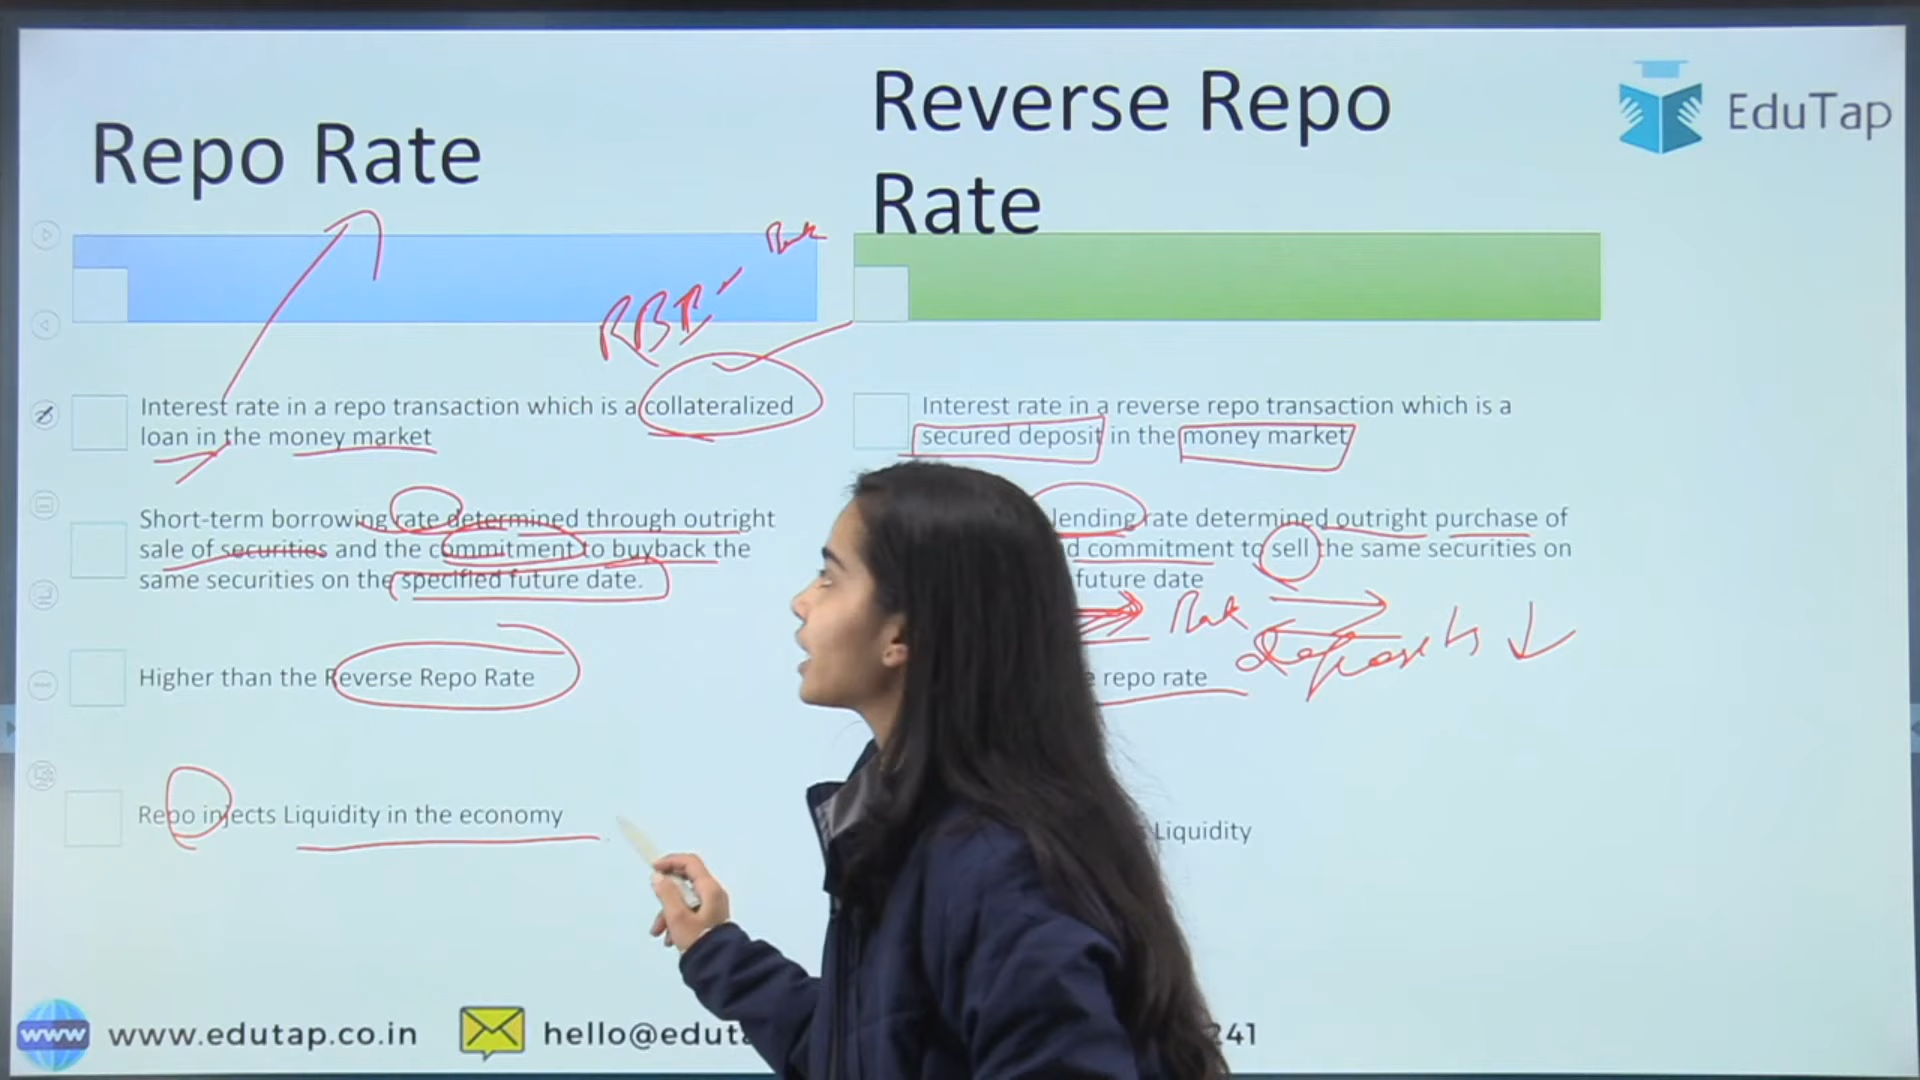 Repo Rate
Reverse Repo
Rate
EduTap
Bank
RBI
Interest rate in a repo transaction which is a collateralized
loan in the money market
Short-term borrowing rate determined through outright
sale of securities and the commitment to buyback the
same securities on the specified future date.
Higher than the Reverse Repo Rate
Repo injects Liquidity in the economy
Interest rate in a reverse repo transaction which is a
secured deposit in the money market
lending rate determined outright purchase of
commitment to sell the same securities on
future date
Bank
deposits
repo rate
Liquidity
www
www.edutap.co.in
hello@edut
241